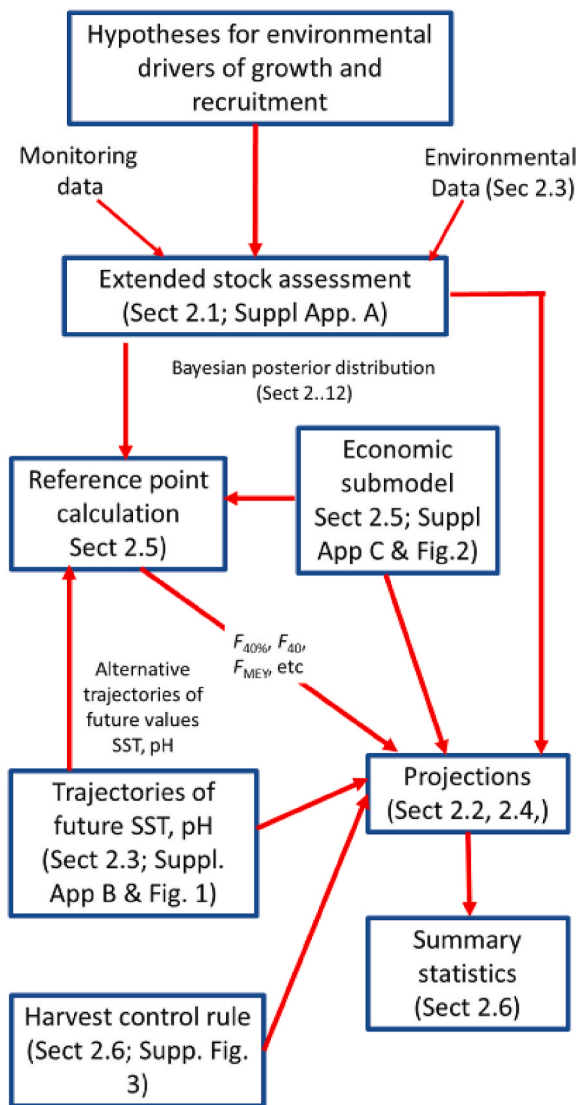 Hypotheses for environmental
drivers of growth and
recruitment
Monitoring
data
Environmental
Data (Sec 2.3)
Extended stock assessment
(Sect 2.1; Suppl App. A)
Bayesian posterior distribution
(Sect 2..12)
Reference point
calculation
Sect 2.5)
Economic
submodel
Sect 2.5; Suppl
App C & Fig.2)
F40%, F40,
FMEY, etc
Alternative
trajectories of
future values
SST, pH
Trajectories of
future SST, pH
(Sect 2.3; Suppl.
App B & Fig. 1)
Projections
(Sect 2.2, 2.4,)
Summary
statistics
(Sect 2.6)
Harvest control rule
(Sect 2.6; Supp. Fig.
3)